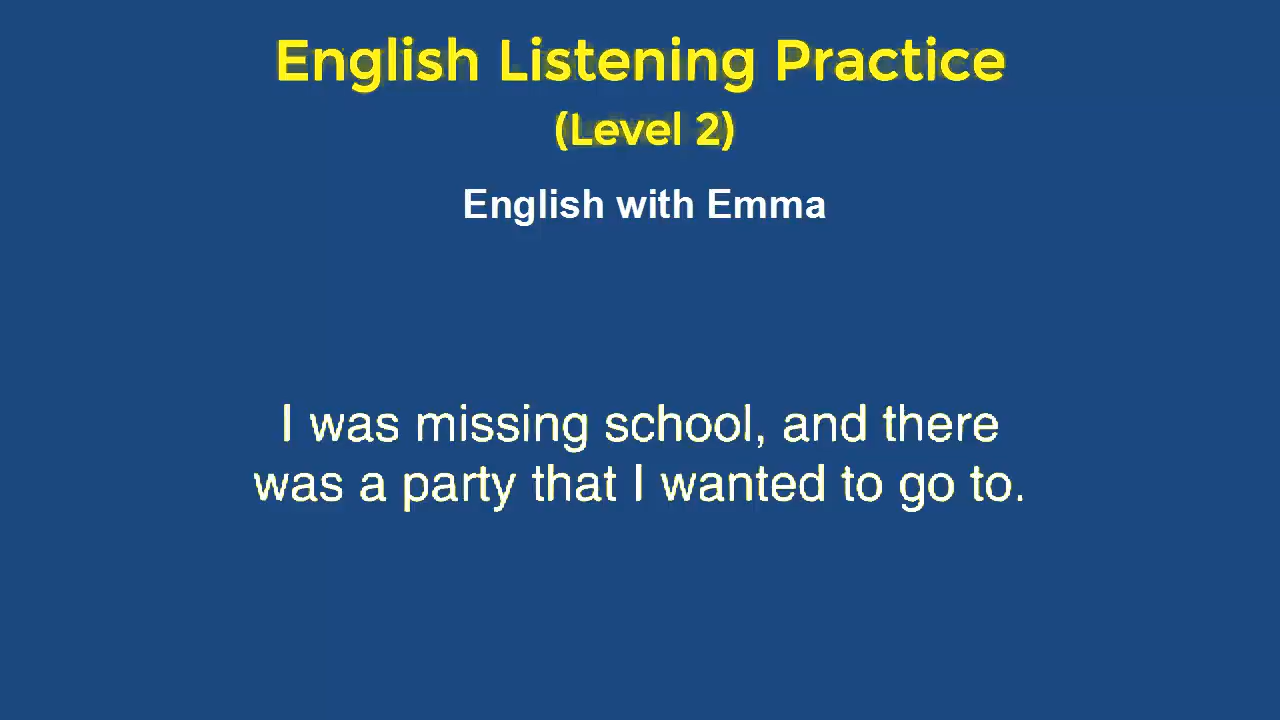 English Listening Practice
(Level 2)
English with Emma
I was missing school, and there
was a party that I wanted to go to.